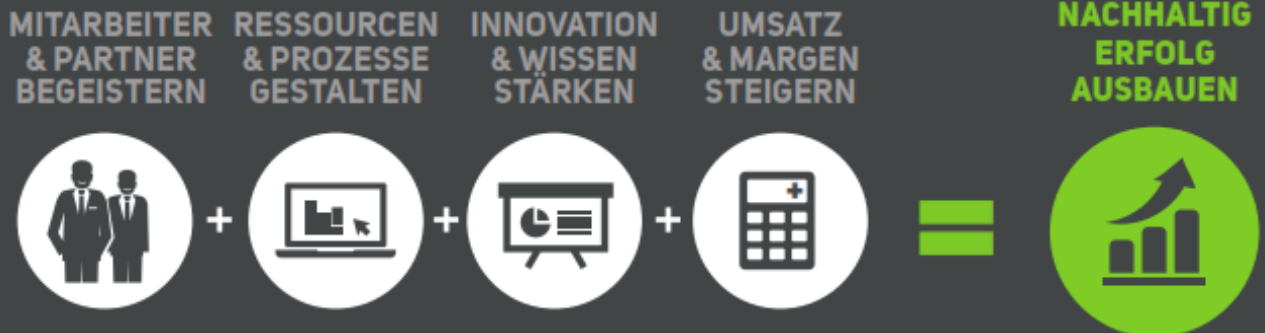 MITARBEITER
& PARTNER
BEGEISTERN
RESSOURCEN
& PROZESSE
GESTALTEN
INNOVATION
& WISSEN
STÄRKEN
UMSATZ
& MARGEN
STEIGERN
NACHHALTIG
ERFOLG
AUSBAUEN
+
+
+
=